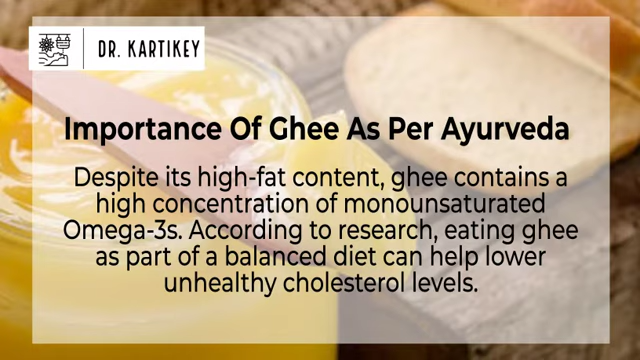 DR. KARTIKEY
Importance Of Ghee As Per Ayurveda
Despite its high-fat content, ghee contains a
high concentration of monounsaturated
Omega-3s. According to research, eating ghee
as part of a balanced diet can help lower
unhealthy cholesterol levels.